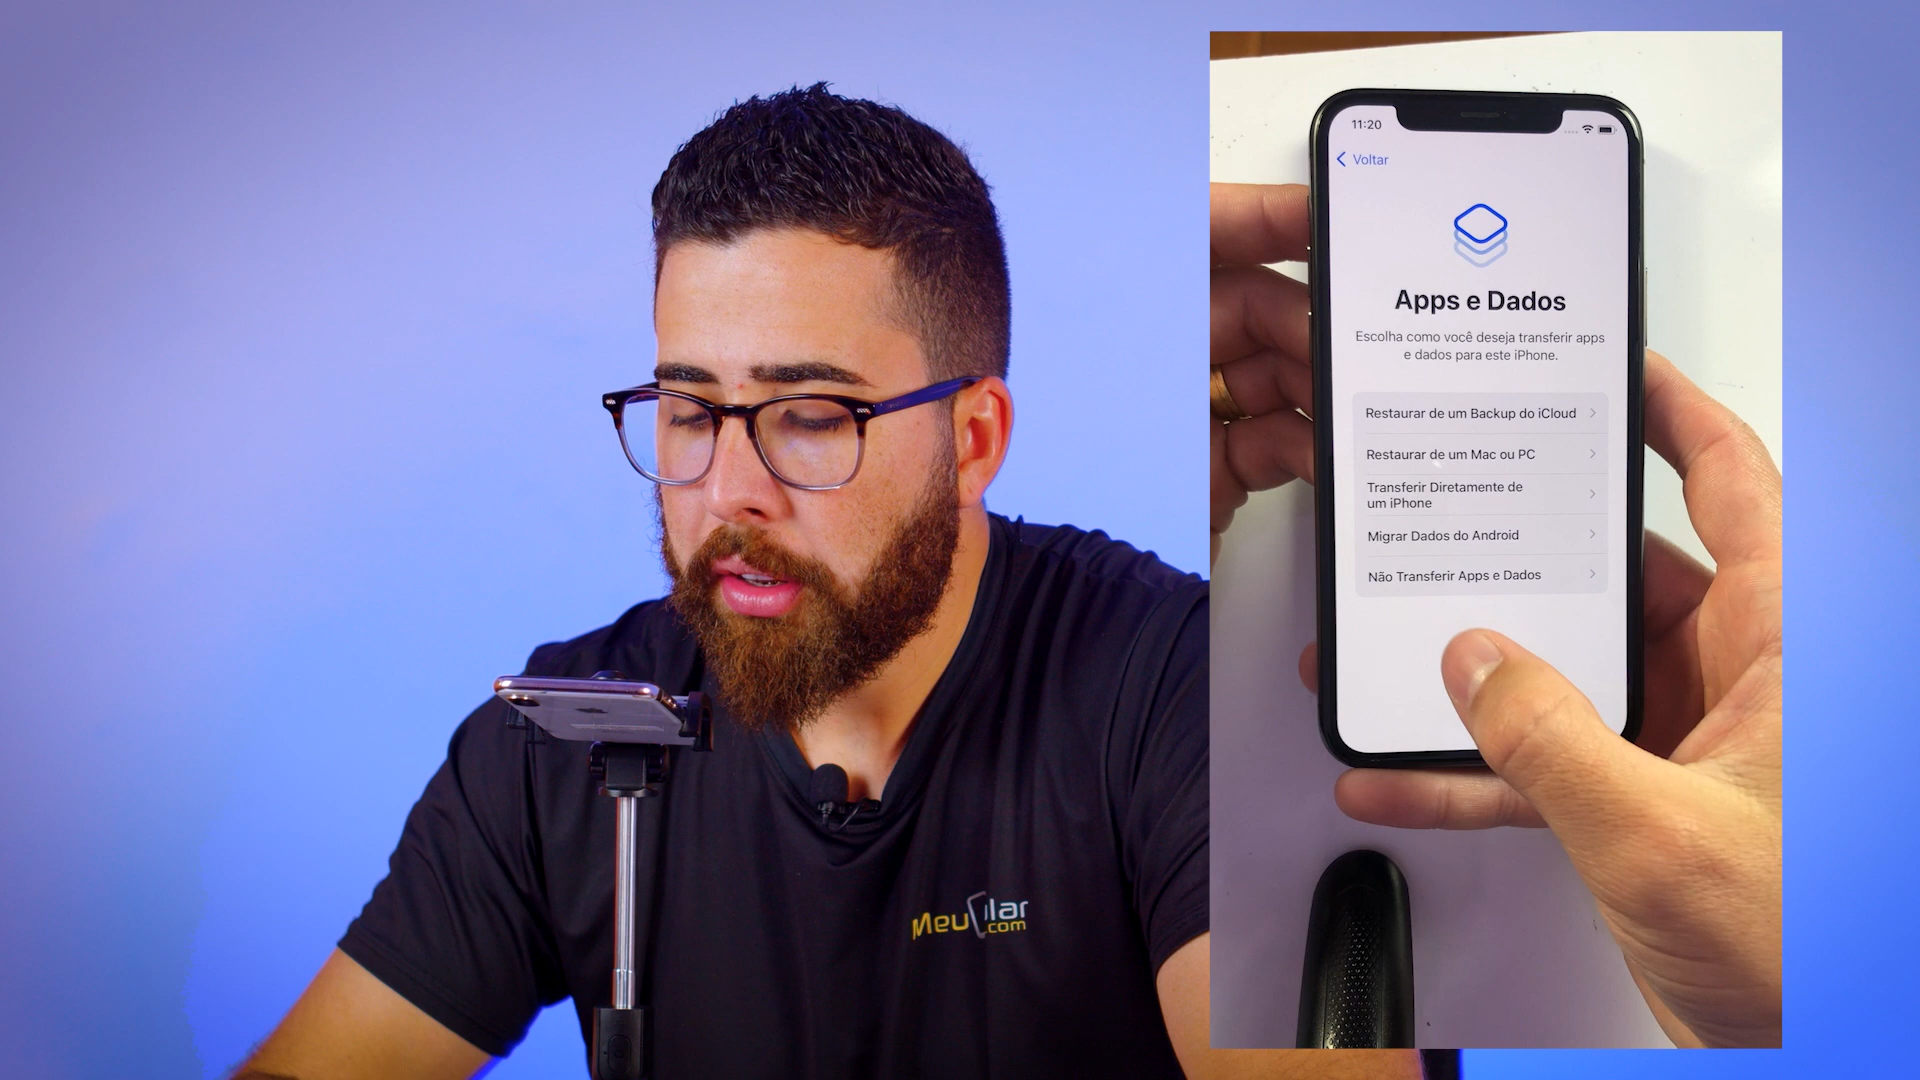 11:20
Voltar
Apps e Dados
Escolha como você deseja transferir apps
e dados para este iPhone.
Restaurar de um Backup do iCloud
Restaurar de um Mac ou PC
Transferir Diretamente de
um iPhone
Migrar Dados do Android
Não Transferir Apps e Dados
Meu lar
.com